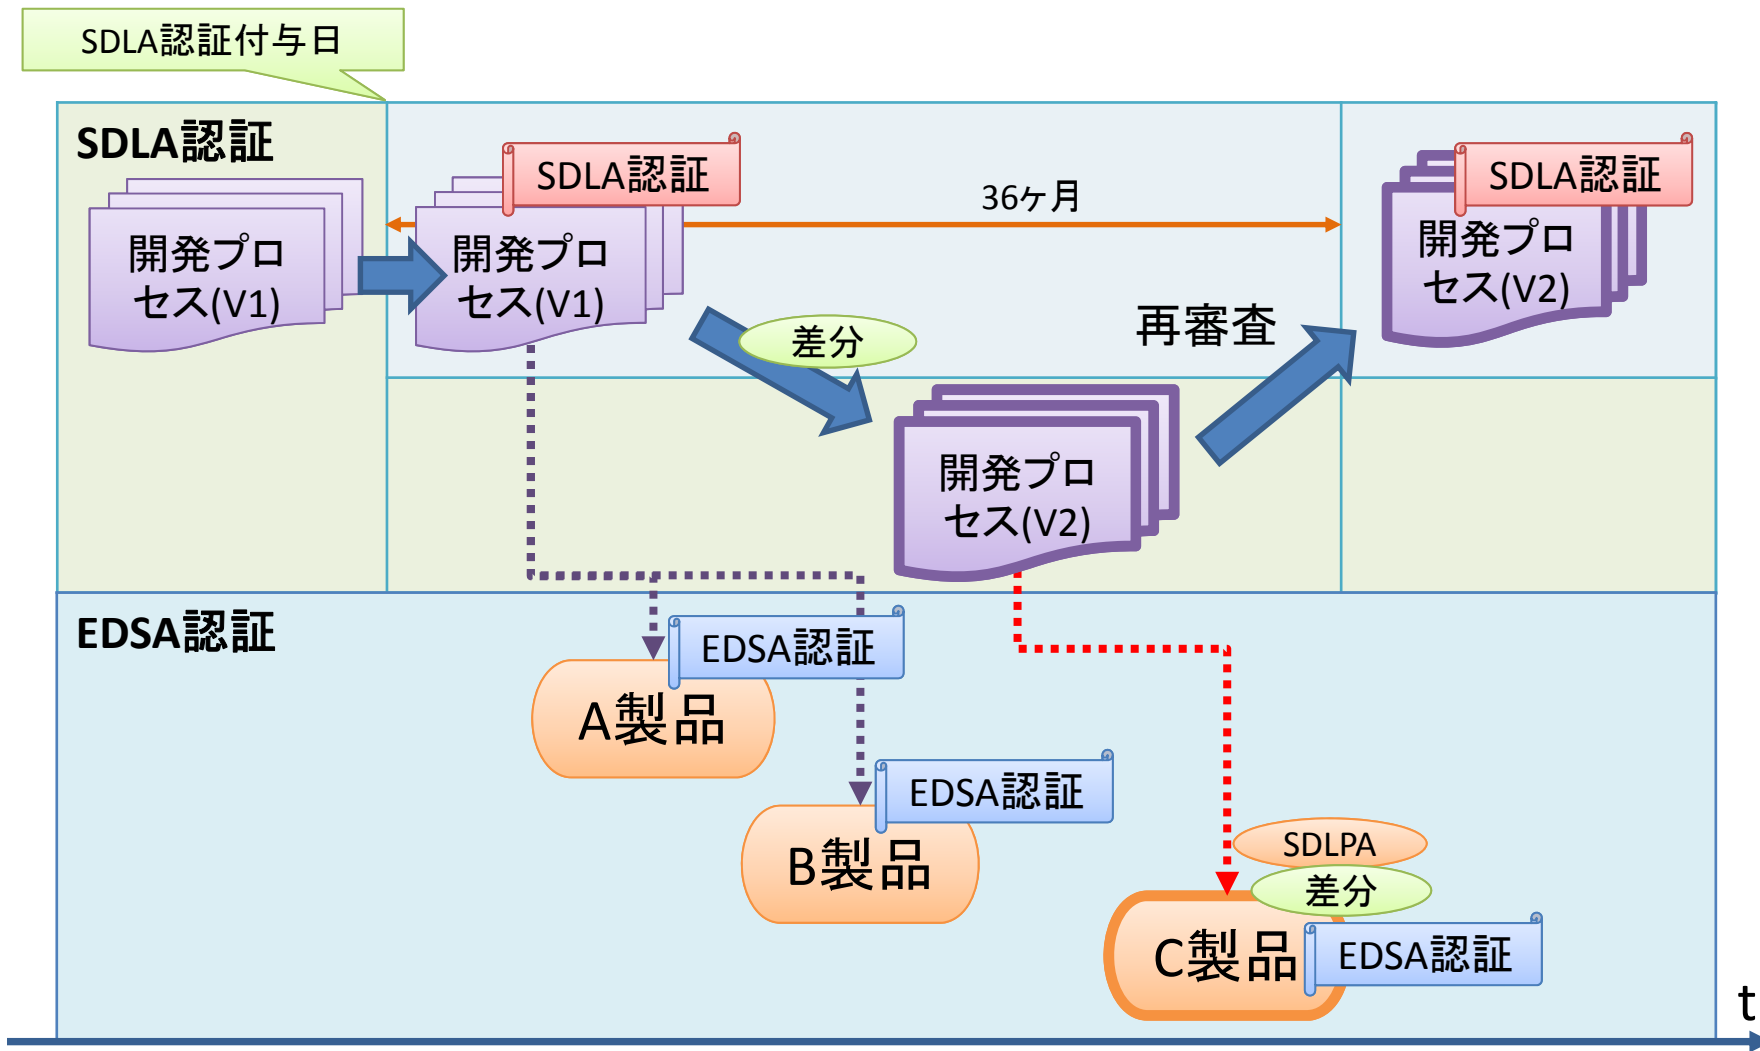 SDLA認証付与日
SDLA認証
SDLA認証
36ヶ月
SDLA認証
開発プロ
セス(V1)
開発プロ
セス(V1)
開発プロ
セス(V2)
差分
再審査
開発プロ
セス(V2)
EDSA認証
EDSA認証
A製品
EDSA認証
B製品
SDLPA
差分
C製品
EDSA認証
t